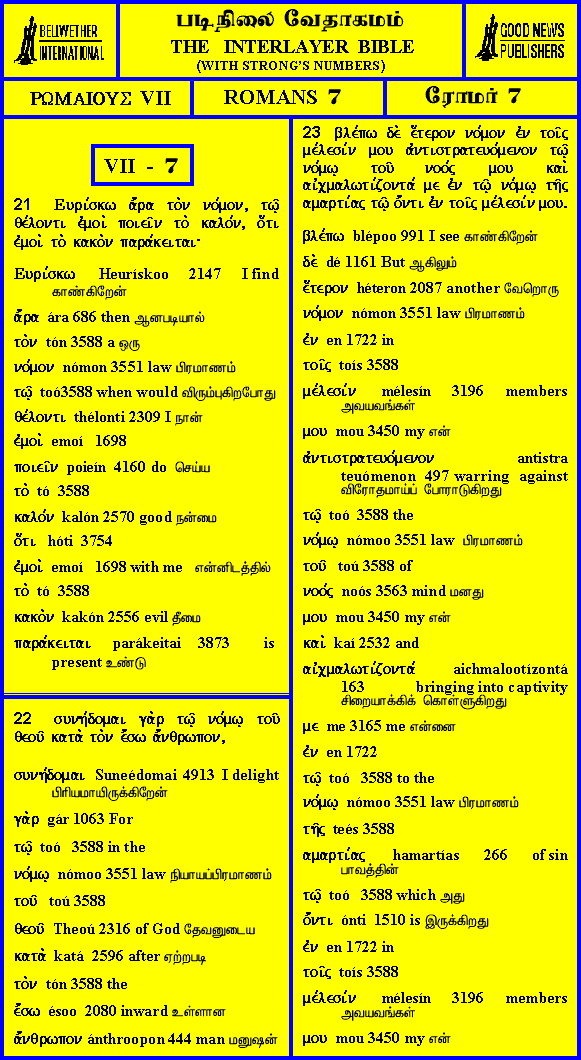 BELLWETHER
INTERNATIONAL
படிநிலை வேதாகமம்
THE INTERLAYER BIBLE
(WITH STRONG'S NUMBERS)
GOOD NEWS
PUBLISHERS
ΡΩΜΑΙΟΥΣ VII
ROMANS 7
ரோமர் 7
VII - 7
21 Ευρίσκω ἄρα τὸν νόμον, τῷ
θέλοντι ἐμοὶ ποιεῖν τὸ καλόν, ὅτι
ἐμοὶ τὸ κακὸν παράκειται·
Ευρίσκω Heurískoo 2147 I find
காண்கிறேன்
ἄρα ára 686 then ஆனபடியால்
τὸν tón 3588 a ஒரு
νόμον nómon 3551 law பிரமாணம்
τῷ toó3588 when would விரும்புகிறபோது
θέλοντι thélonti 2309 I நான்
ἐμοὶ emoí 1698
ποιεῖν poieín 4160 do செய்ய
τὸ tó 3588
καλόν kalón 2570 good நன்மை
ὅτι hóti 3754
ἐμοὶ emoí 1698 with me என்னிடத்தில்
τὸ tó 3588
κακὸν kakón 2556 evil தீமை
παράκειται parákeitai 3873 is
present உண்டு
22 συνήδομαι γὰρ τῷ νόμῳ τοῦ
θεοῦ κατὰ τὸν ἔσω ἄνθρωπον,
συνήδομαι Suneédomai 4913 I delight
பிரியமாயிருக்கிறேன்
γὰρ gár 1063 For
τῷ toó 3588 in the
νόμῳ nómoo 3551 law நியாயப்பிரமாணம்
τοῦ toú 3588
θεοῦ Theoú 2316 of God தேவனுடைய
κατὰ katá 2596 after ஏற்றபடி
τὸν tón 3588 the
ἔσω ésoo 2080 inward உள்ளான
ἄνθρωπον ánthroopon 444 man மனுஷன்
23 βλέπω δὲ ἕτερον νόμον ἐν τοῖς
μέλεσίν μου ἀντιστρατευόμενον τῷ
νόμῳ τοῦ νοός μου καὶ
αἰχμαλωτίζοντά με ἐν τῷ νόμῳ τῆς
αμαρτίας τῷ ὄντι ἐν τοῖς μέλεσίν μου.
βλέπω blépoo 991 I see காண்கிறேன்
δὲ dé 1161 But ஆகிலும்
ἕτερον héteron 2087 another வேறொரு
νόμον nómon 3551 law பிரமாணம்
ἐν en 1722 in
τοῖς toís 3588
μέλεσίν mélesín 3196 members
அவயவங்கள்
μου mou 3450 my என்
ἀντιστρατευόμενον antistra
teuómenon 497 warring against
விரோதமாய்ப் போராடுகிறது
τῷ toó 3588 the
νόμῳ nómoo 3551 law பிரமாணம்
τοῦ toú 3588 of
νοός noós 3563 mind மனது
μου mou 3450 my என்
καὶ kaí 2532 and
αἰχμαλωτίζοντά aichmalootízontá
163 bringing into captivity
சிறையாக்கிக் கொள்ளுகிறது
με me 3165 me என்னை
ἐν en 1722
τῷ toó 3588 to the
νόμῳ nómoo 3551 law பிரமாணம்
τῆς teés 3588
αμαρτίας hamartías 266 of sin
பாவத்தின்
τῷ toó 3588 which அது
ὄντι ónti 1510 is இருக்கிறது
ἐν en 1722 in
τοῖς toís 3588
μέλεσίν mélesín 3196 members
அவயவங்கள்
μου mou 3450 my என்